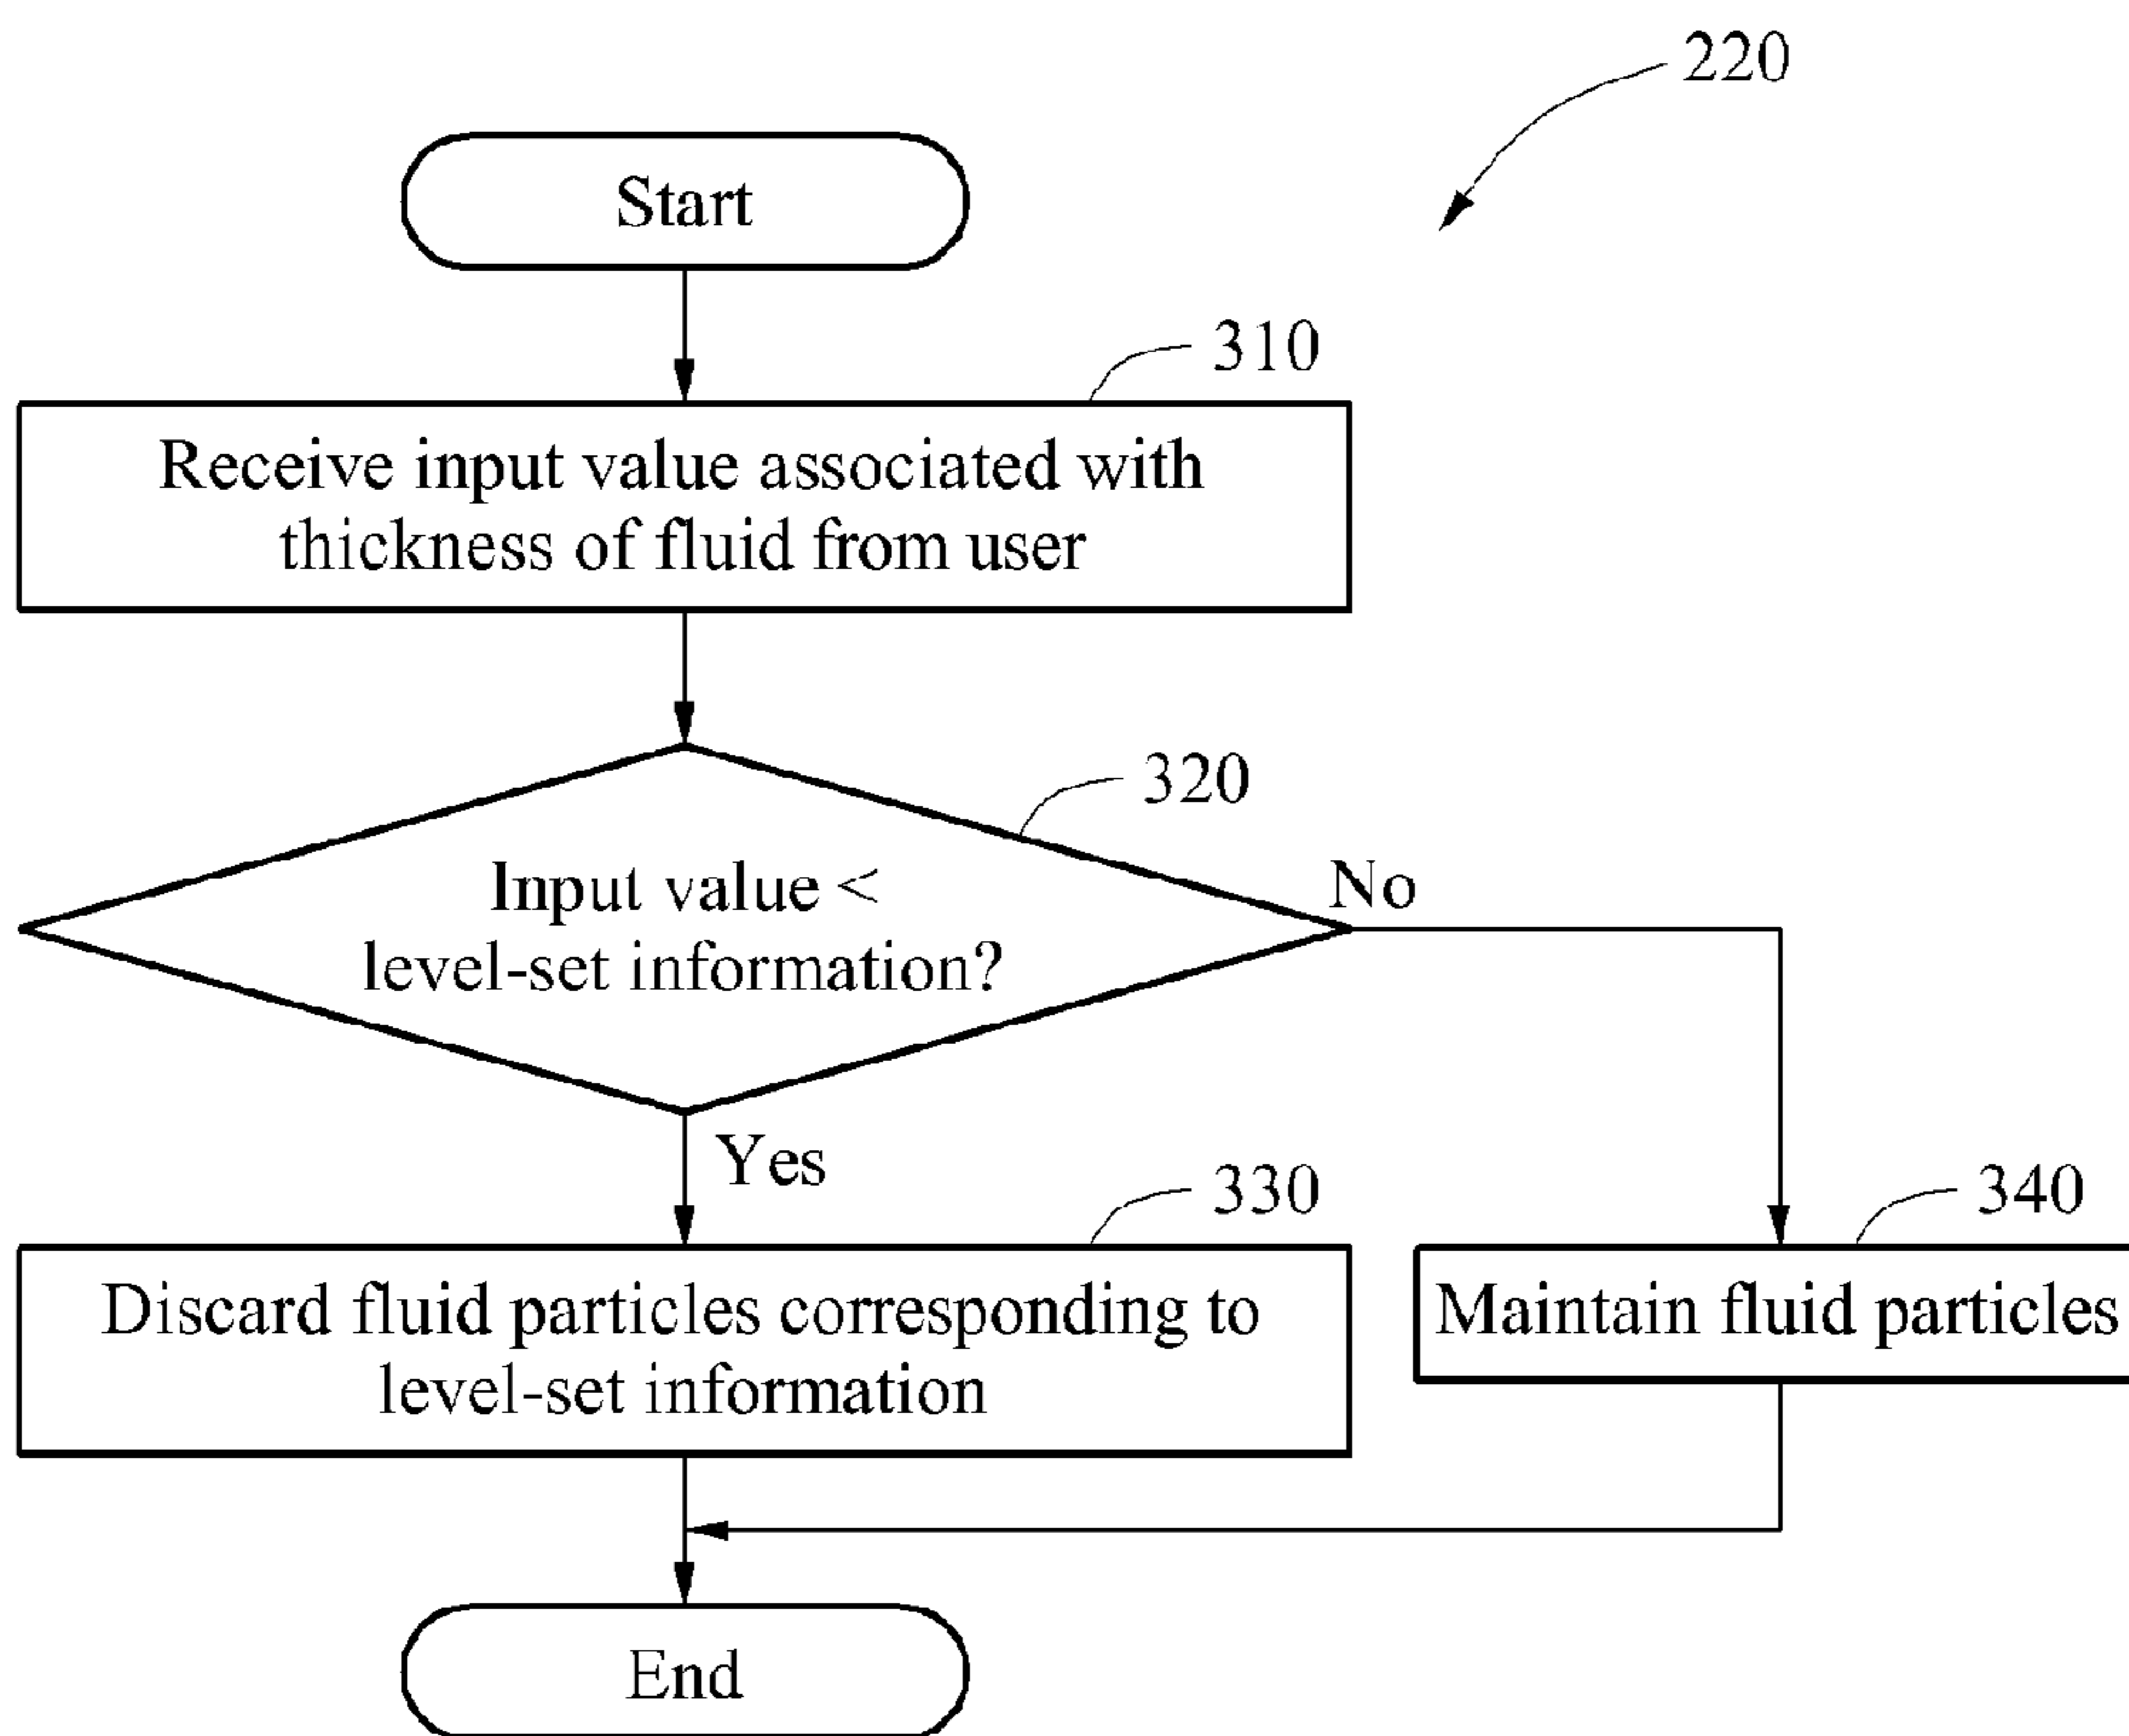 220
Start
310
Receive input value associated with
thickness of fluid from user
320
Input value <
level-set information?
No
Yes
330
340
Discard fluid particles corresponding to
level-set information
Maintain fluid particles
End